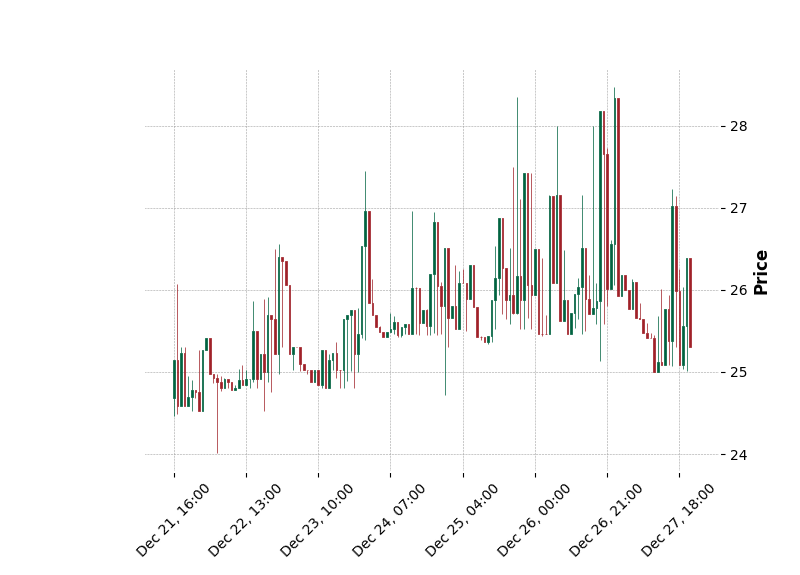 28
27
26
25
24
Price
Dec 21, 16:00
Dec 22, 13:00
Dec 23, 10:00
Dec 24, 07:00
Dec 25, 04:00
Dec 26, 00:00
Dec 26, 21:00
Dec 27, 18:00